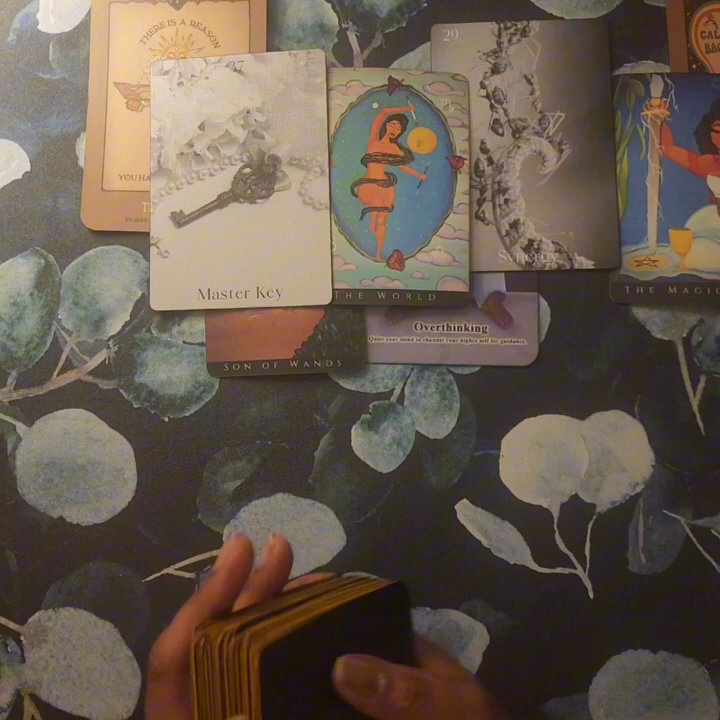 THERE IS A REASON
YOU HA
29
37
Master Key
THE WORLD
Synergy
THE MAGIC
SON OF WANDS
Overthinking
Quiet your mind to channel your higher self for guidance.